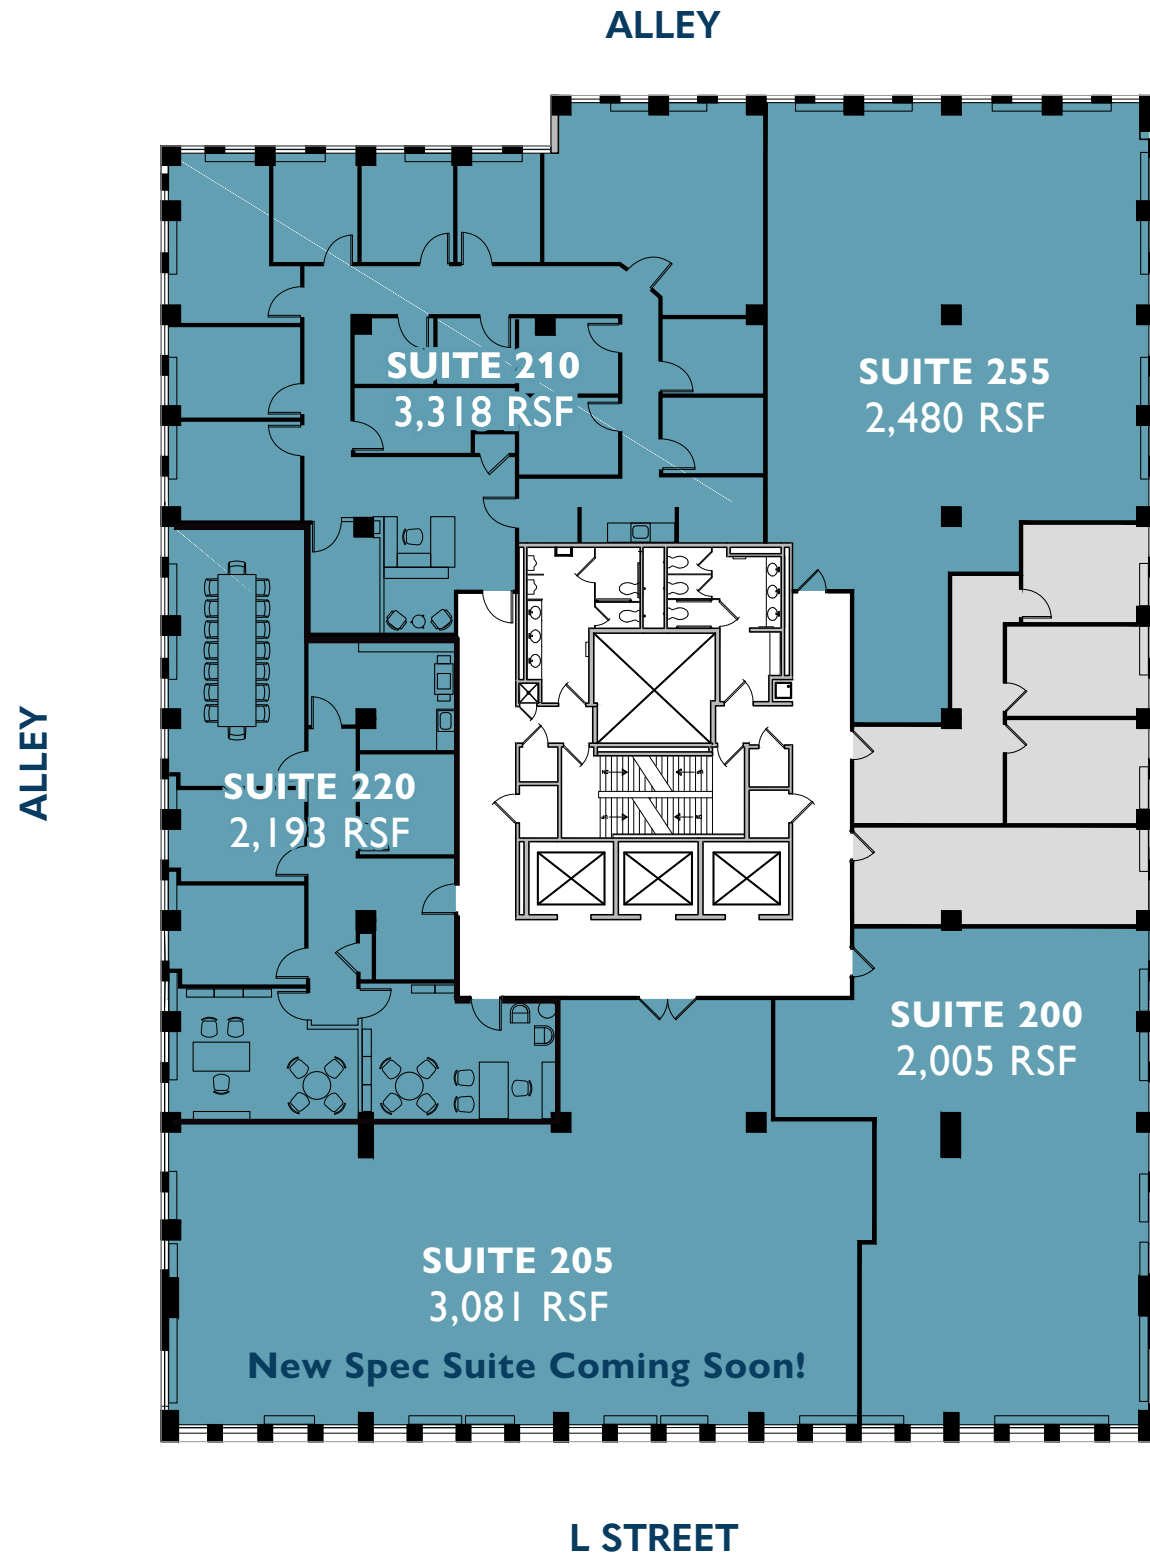 ALLEY
SUITE 210
3,318 RSF
SUITE 255
2,480 RSF
ALLEY
SUITE 220
2,193 RSF
SUITE 200
2,005 RSF
SUITE 205
3,081 RSF
New Spec Suite Coming Soon!
L STREET